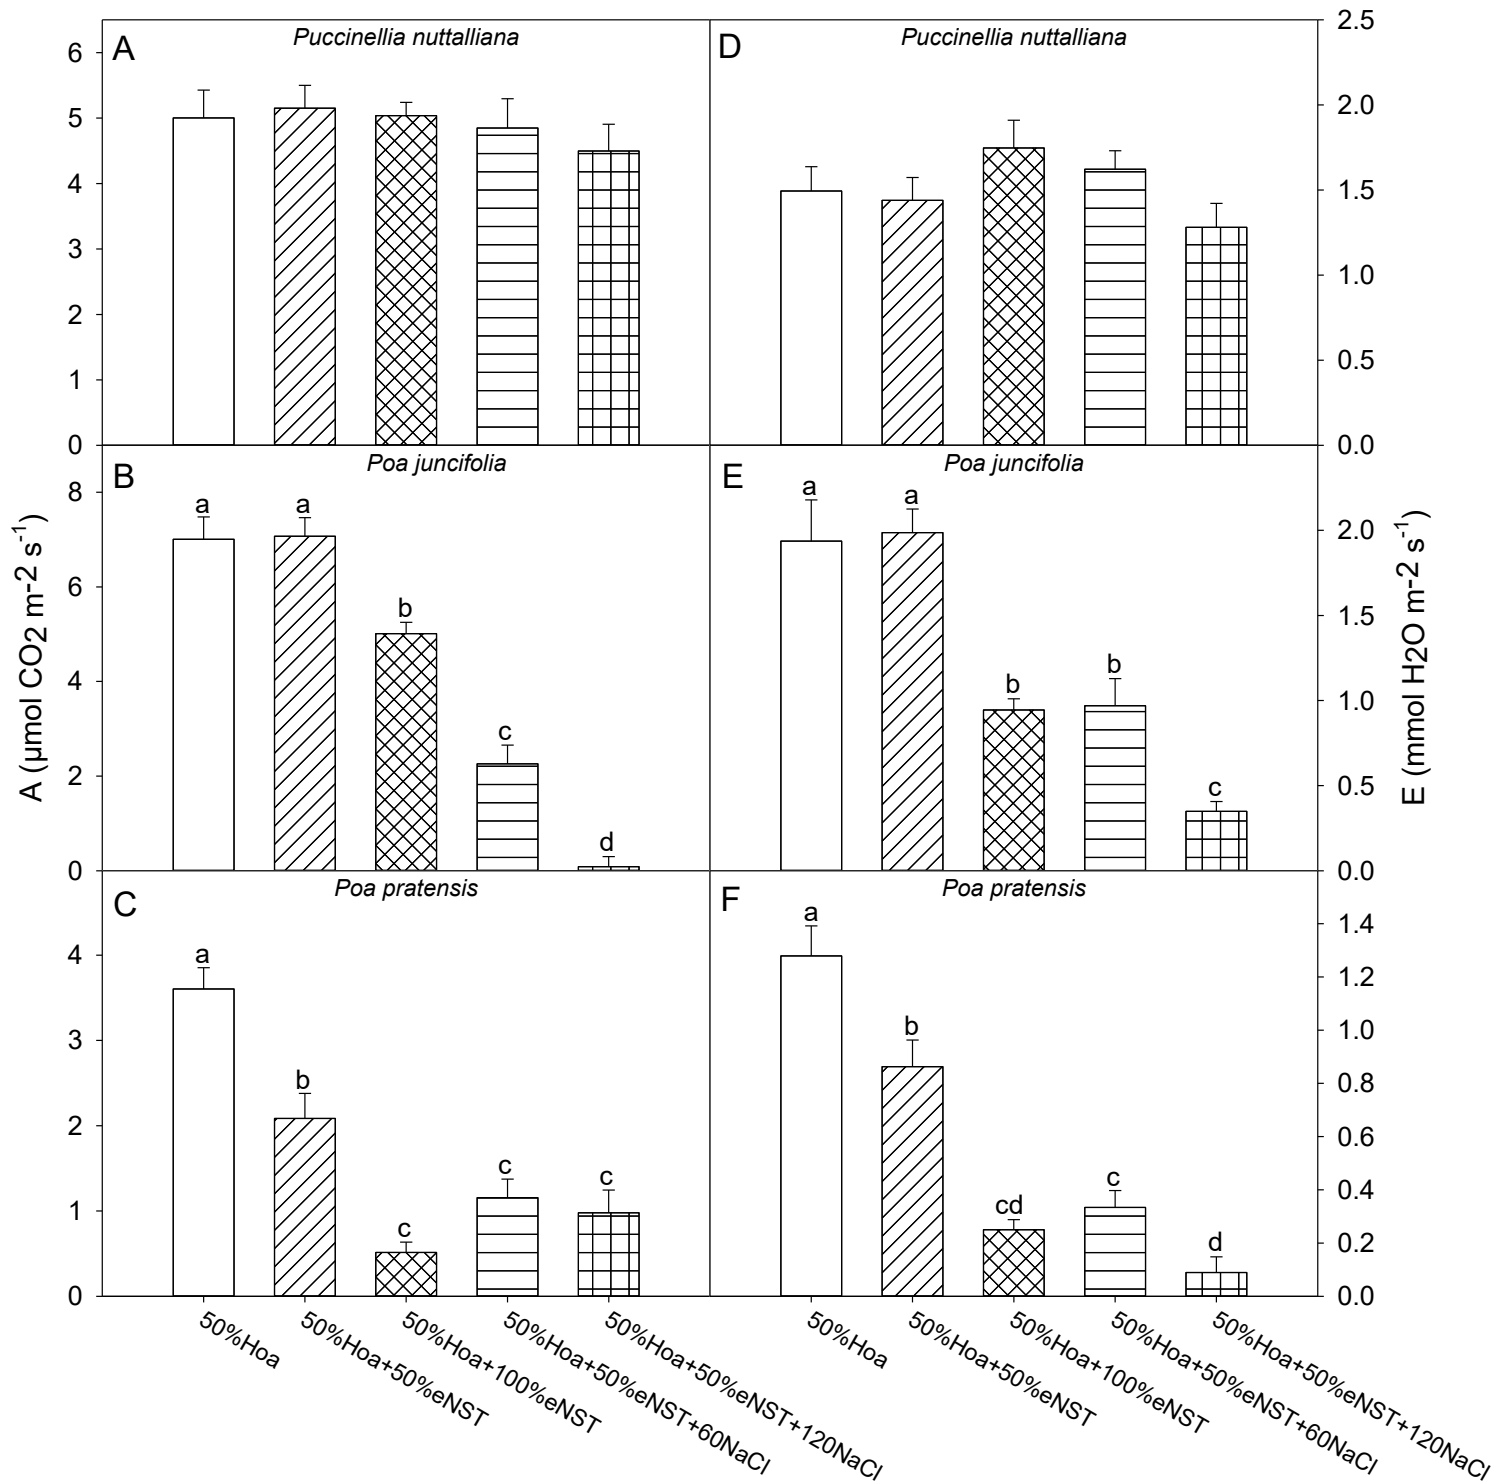 A
Puccinellia nuttalliana
6
5
4
3
2
1
0
D
Puccinellia nuttalliana
2.5
2.0
1.5
1.0
0.5
0.0
B
Poa juncifolia
8
6
4
2
0
a
a
b
c
d
E
Poa juncifolia
2.0
1.5
1.0
0.5
0.0
a
a
b
b
c
C
Poa pratensis
4
3
2
1
0
a
b
c
c
c
F
Poa pratensis
1.4
1.2
1.0
0.8
0.6
0.4
0.2
0.0
a
b
cd
c
d
A (µmol CO2 m-2 s-1)
E (mmol H2O m-2 s-1)
50%Hoa
50%Hoa+50%eNST
50%Hoa+100%eNST
50%Hoa+50%eNST+60NaCl
50%Hoa+50%eNST+120NaCl
50%Hoa
50%Hoa+50%eNST
50%Hoa+100%eNST
50%Hoa+50%eNST+60NaCl
50%Hoa+50%eNST+120NaCl